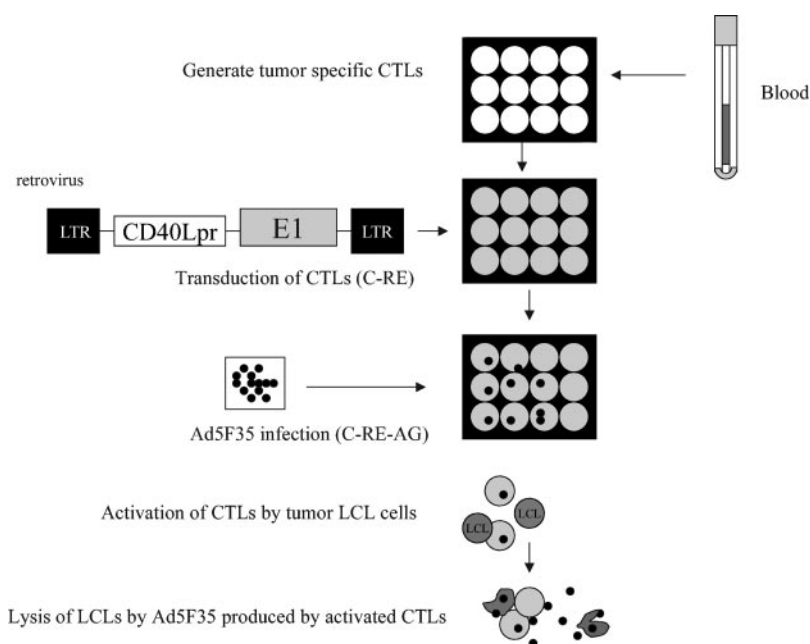 Generate tumor specific CTLs
Blood
retrovirus
LTR CD40Lpr E1 LTR
Transduction of CTLs (C-RE)
Ad5F35 infection (C-RE-AG)
Activation of CTLs by tumor LCL cells
LCL
LCL
Lysis of LCLs by Ad5F35 produced by activated CTLs